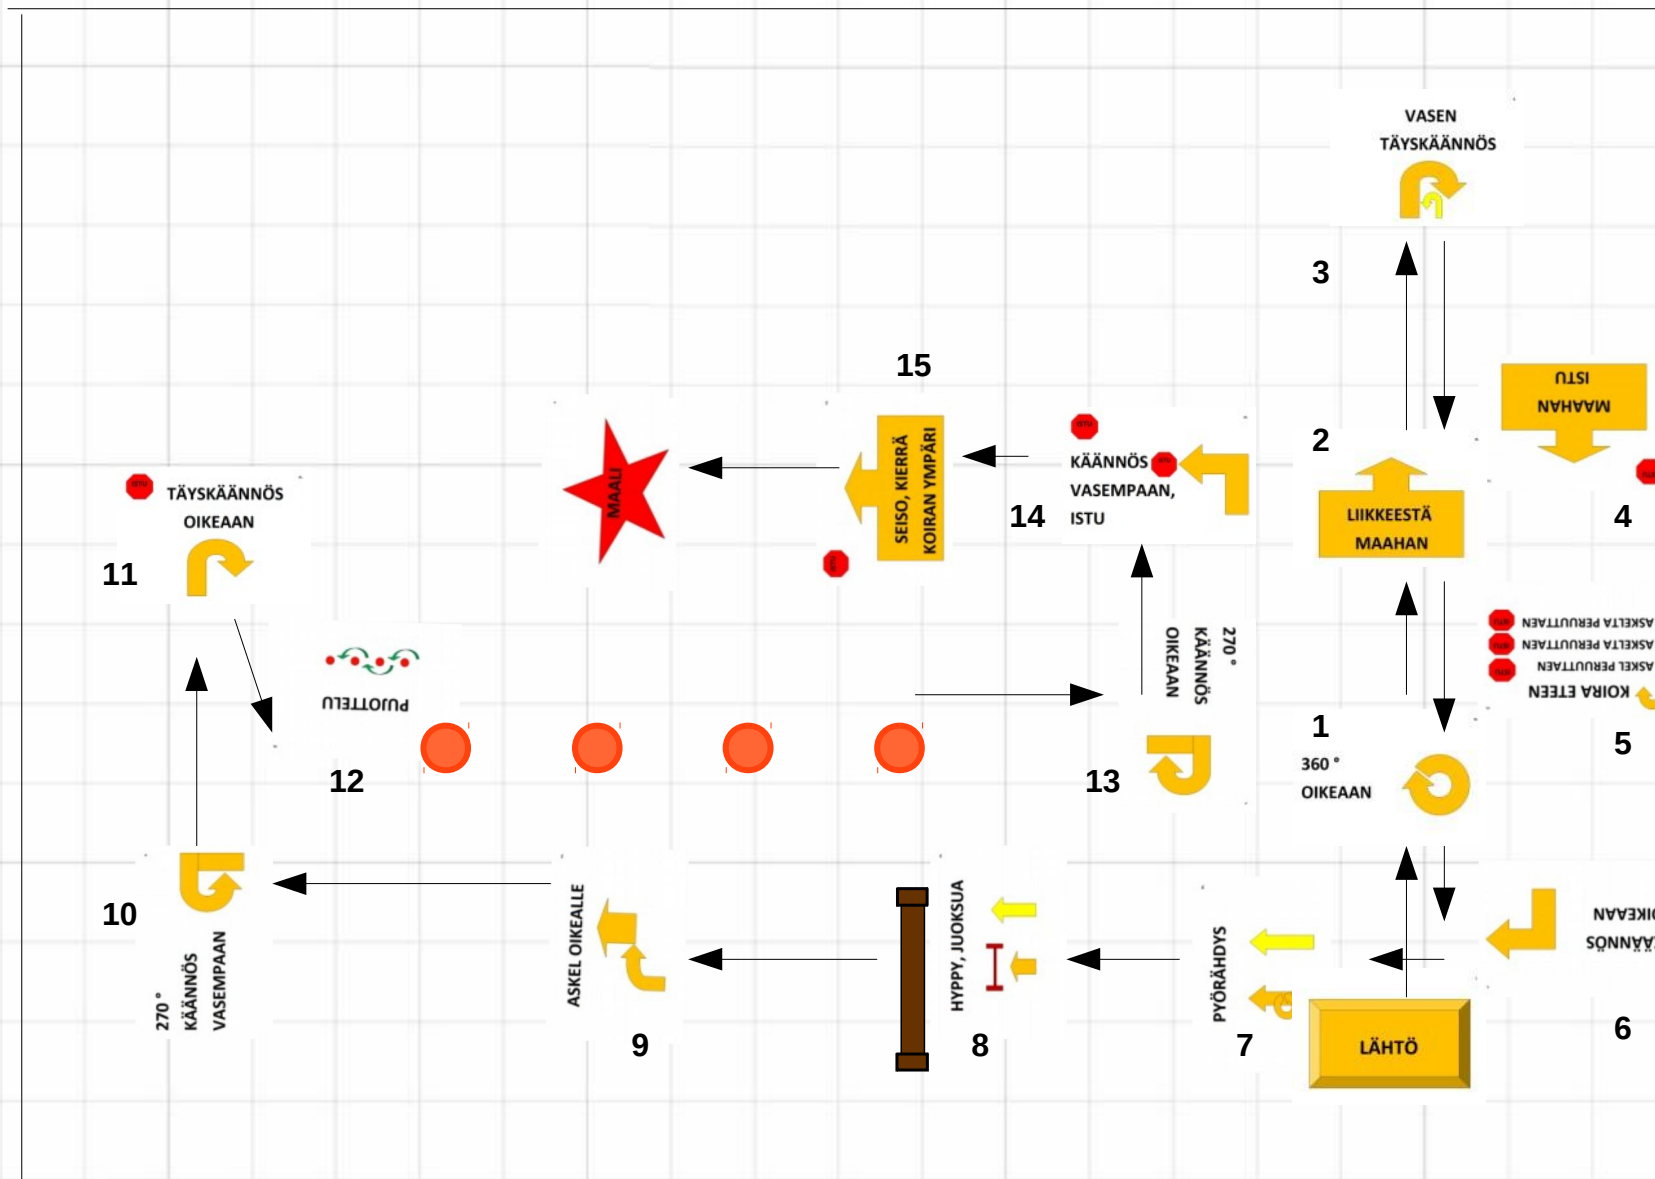 VASEN
TÄYSKÄÄNNÖS
3
15
ISTU
MAAHAN
2
KÄÄNNÖS
VASEMPAAN,
ISTU
14
SEISO, KIERRÄ
KOIRAN YMPÄRI
MAALI
LIIKKEESTÄ
MAAHAN
4
TÄYSKÄÄNNÖS
OIKEAAN
11
ASKELTA PERUUTTAEN
ASKELTA PERUUTTAEN
ASKEL PERUUTTAEN
KOIRA ETEEN
5
270°
KÄÄNNÖS
OIKEAAN
13
PUJOTTELU
12
1
360°
OIKEAAN
10
270°
KÄÄNNÖS
VASEMPAAN
ASKEL OIKEALLE
9
HYPPY, JUOKSUA
8
PYÖRÄHDYS
7
6
LÄHTÖ